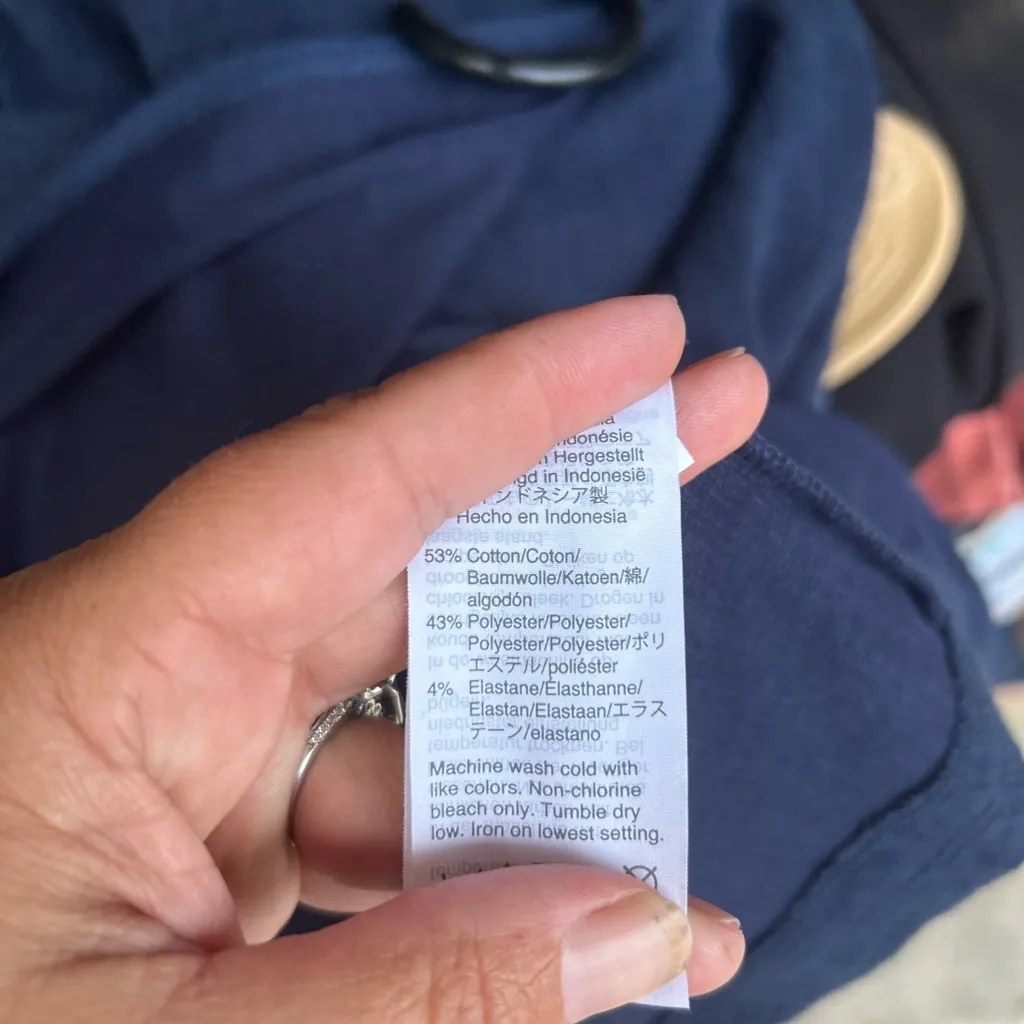 ndonésie
Hergestellt
gd in Indonesië
インドネシア製
Hecho en Indonesia
53% Cotton/Coton/
Baumwolle/Katoen/綿/
algodón
43% Polyester/Polyester/
Polyester/Polyester/ポリ
エステル/poliéster
4% Elastane/Élasthanne/
Elastan/Elastaan/エラス
テーン/elastano
Machine wash cold with
like colors. Non-chlorine
bleach only. Tumble dry
low. Iron on lowest setting.